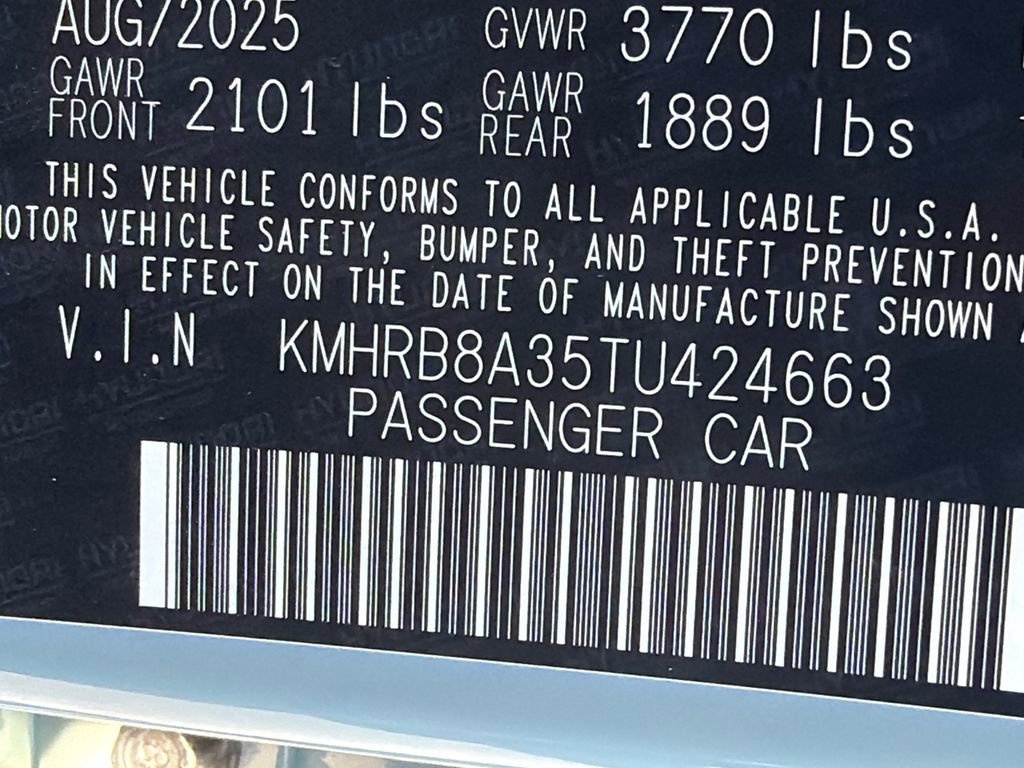 AUG/2025 GVWR 3770 lbs
GAWR FRONT 2101 lbs GAWR REAR 1889 lbs
THIS VEHICLE CONFORMS TO ALL APPLICABLE U.S.A.
MOTOR VEHICLE SAFETY, BUMPER, AND THEFT PREVENTION
IN EFFECT ON THE DATE OF MANUFACTURE SHOWN
V.I.N KMHRB8A35TU424663
PASSENGER CAR